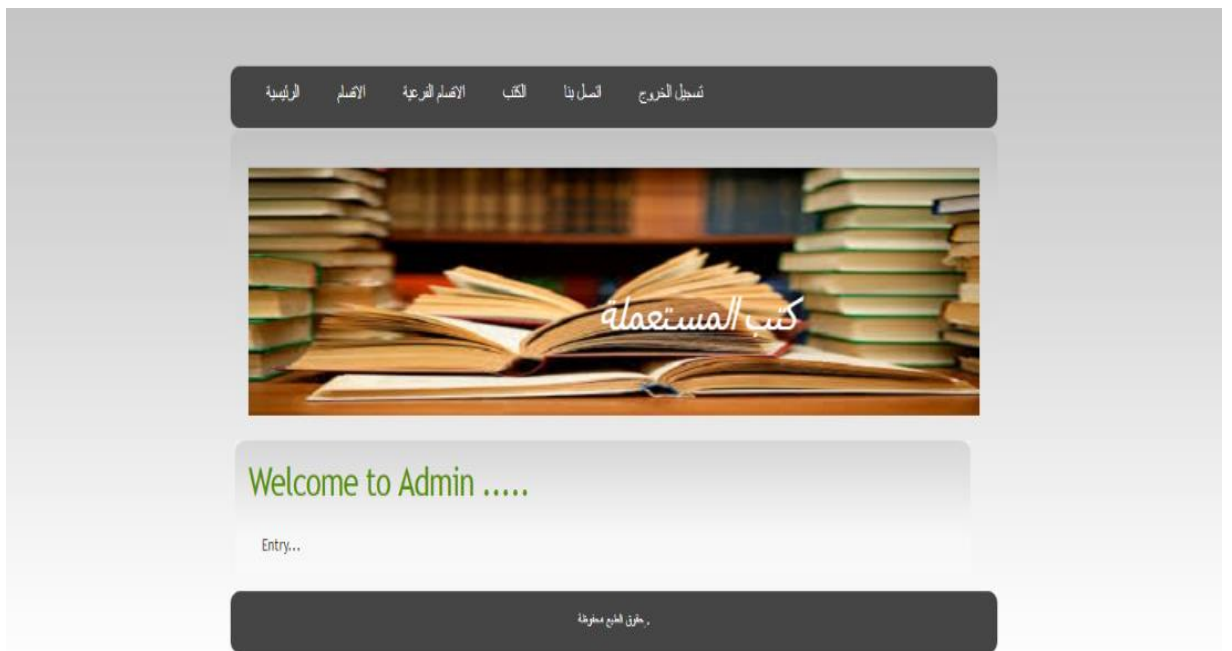 الرئيسية الاقسام الاقسام الفرعية الكتب اتصل بنا تسجيل الخروج
كتب المستعملة
Welcome to Admin .....
Entry...
حقوق الطبع محفوظة .